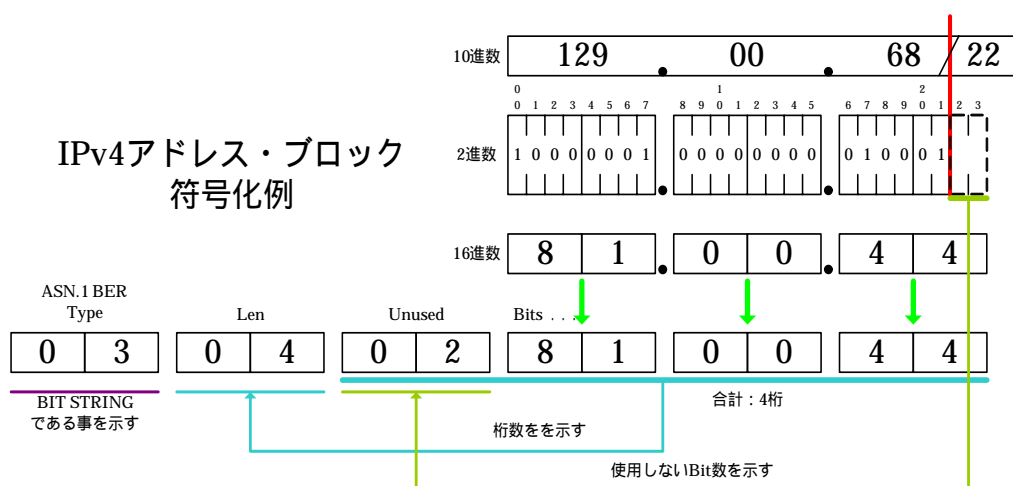 10進数 129 . 00 . 68 / 22
0 1 2
0 1 2 3 4 5 6 7 8 9 0 1 2 3 4 5 6 7 8 9 0 1 2 3
IPv4アドレス・ブロック
符号化例
2進数 1 0 0 0 0 0 0 1 . 0 0 0 0 0 0 0 0 . 0 1 0 0 0 1
16進数 8 1 . 0 0 . 4 4
ASN.1 BER
Type Len Unused Bits . . .
0 3 0 4 0 2 8 1 0 0 4 4
BIT STRING
である事を示す
合計：4桁
桁数をを示す
使用しないBit数を示す